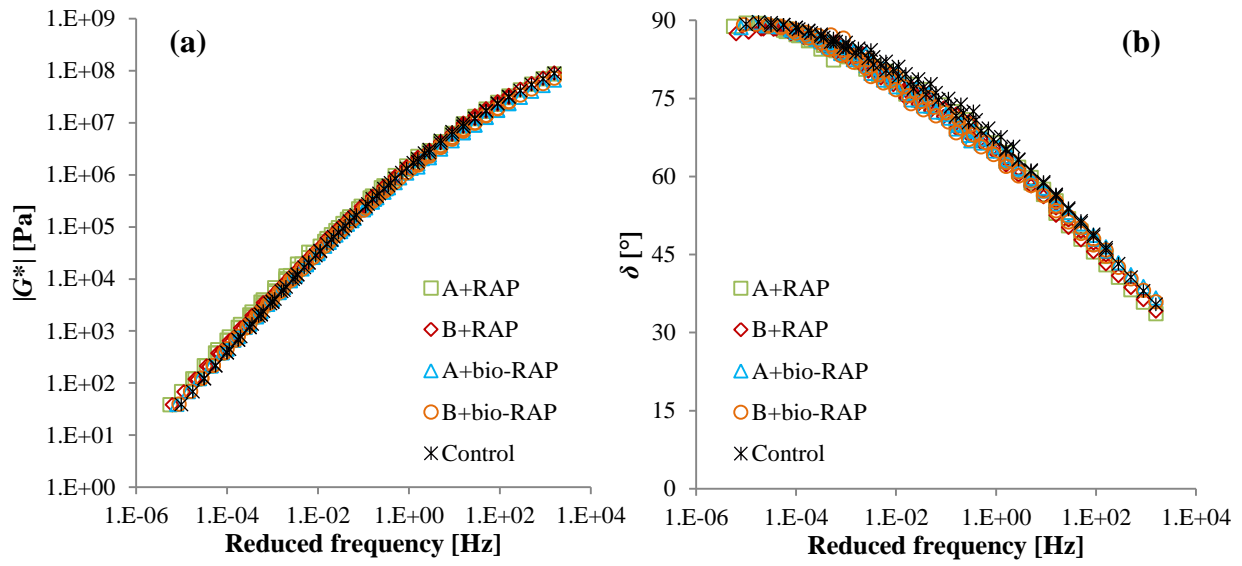 (a)
|G*| [Pa]
1.E+09
1.E+08
1.E+07
1.E+06
1.E+05
1.E+04
1.E+03
1.E+02
1.E+01
1.E+00
A+RAP
B+RAP
A+bio-RAP
B+bio-RAP
Control
1.E-06 1.E-04 1.E-02 1.E+00 1.E+02 1.E+04
Reduced frequency [Hz]
(b)
δ [°]
90
75
60
45
30
15
0
A+RAP
B+RAP
A+bio-RAP
B+bio-RAP
Control
1.E-06 1.E-04 1.E-02 1.E+00 1.E+02 1.E+04
Reduced frequency [Hz]